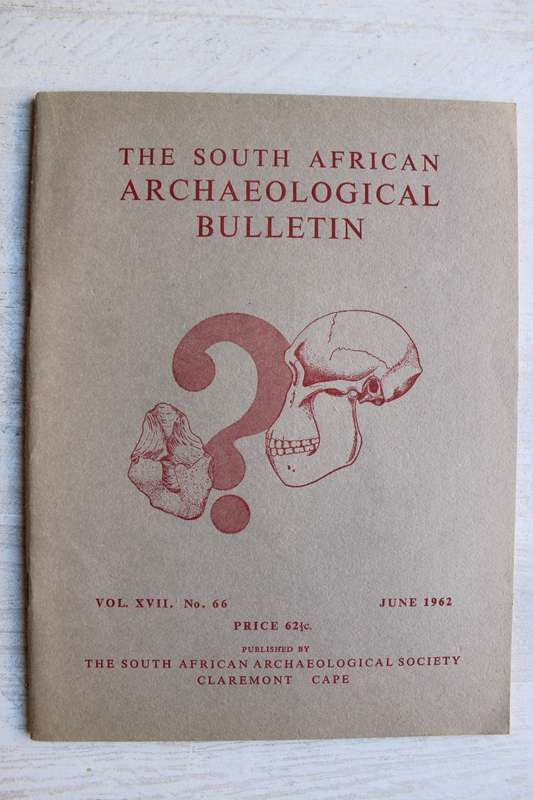 THE SOUTH AFRICAN
ARCHAEOLOGICAL
BULLETIN
?
VOL. XVII. No. 66 JUNE 1962
PRICE 62½c.
PUBLISHED BY
THE SOUTH AFRICAN ARCHAEOLOGICAL SOCIETY
CLAREMONT CAPE